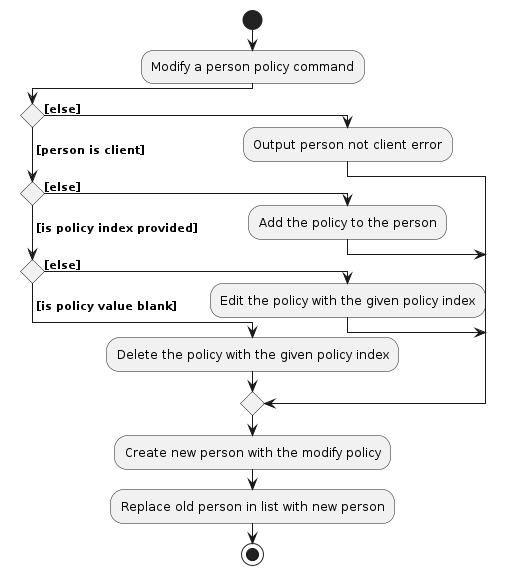 Modify a person policy command
[else]
Output person not client error
[person is client]
[else]
Add the policy to the person
[is policy index provided]
[else]
Edit the policy with the given policy index
[is policy value blank]
Delete the policy with the given policy index
Create new person with the modify policy
Replace old person in list with new person